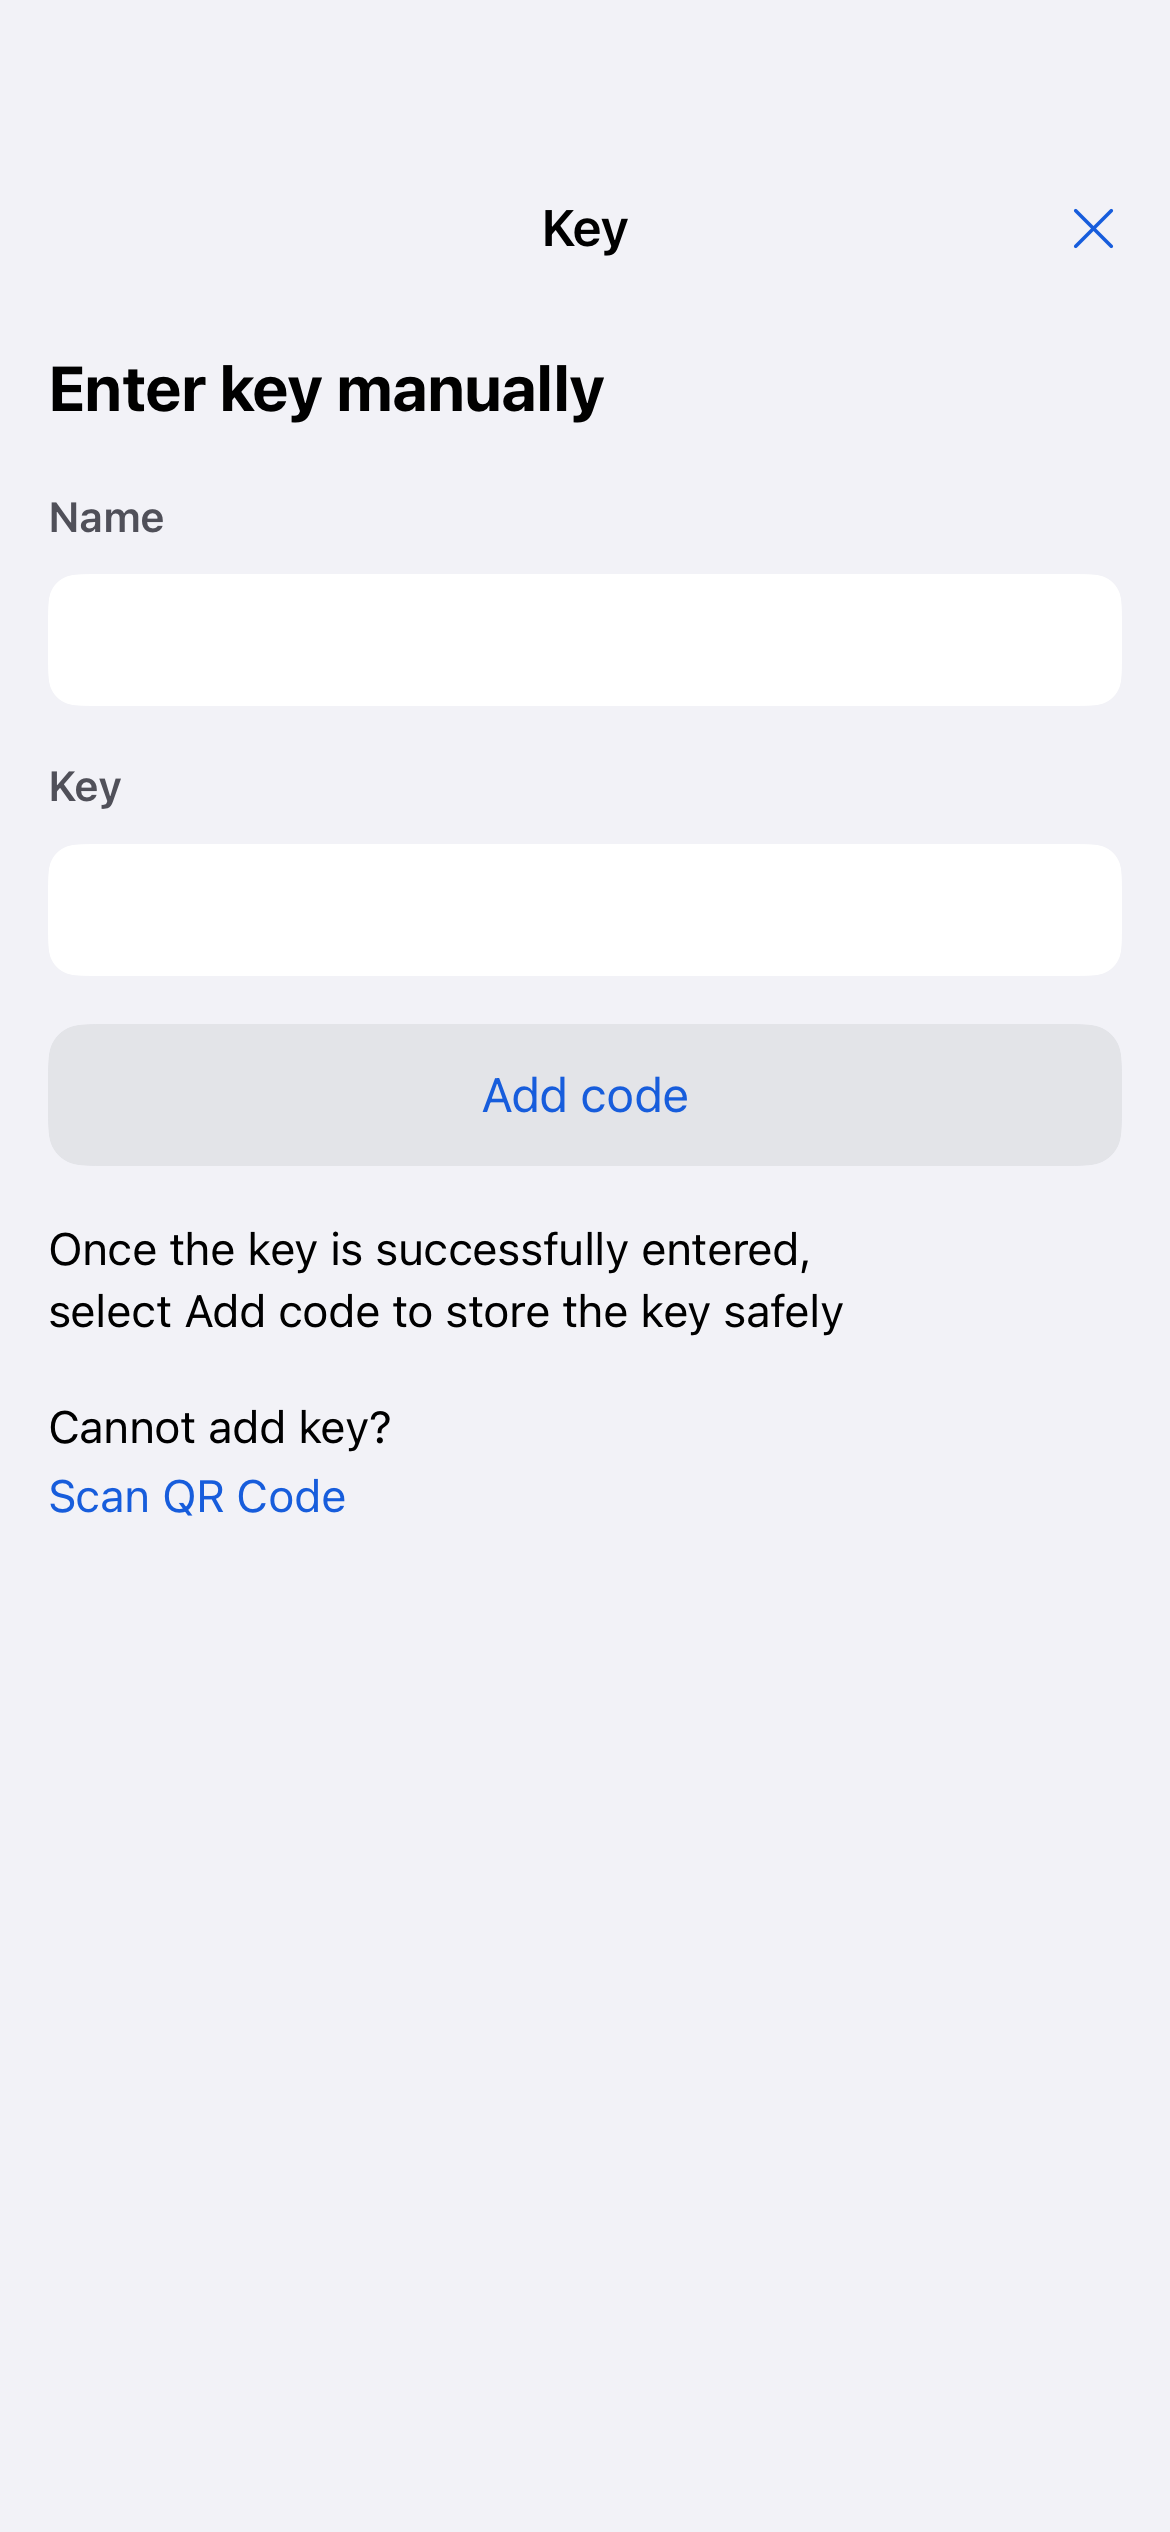 Key
Enter key manually
Name
Key
Add code
Once the key is successfully entered,
select Add code to store the key safely
Cannot add key?
Scan QR Code